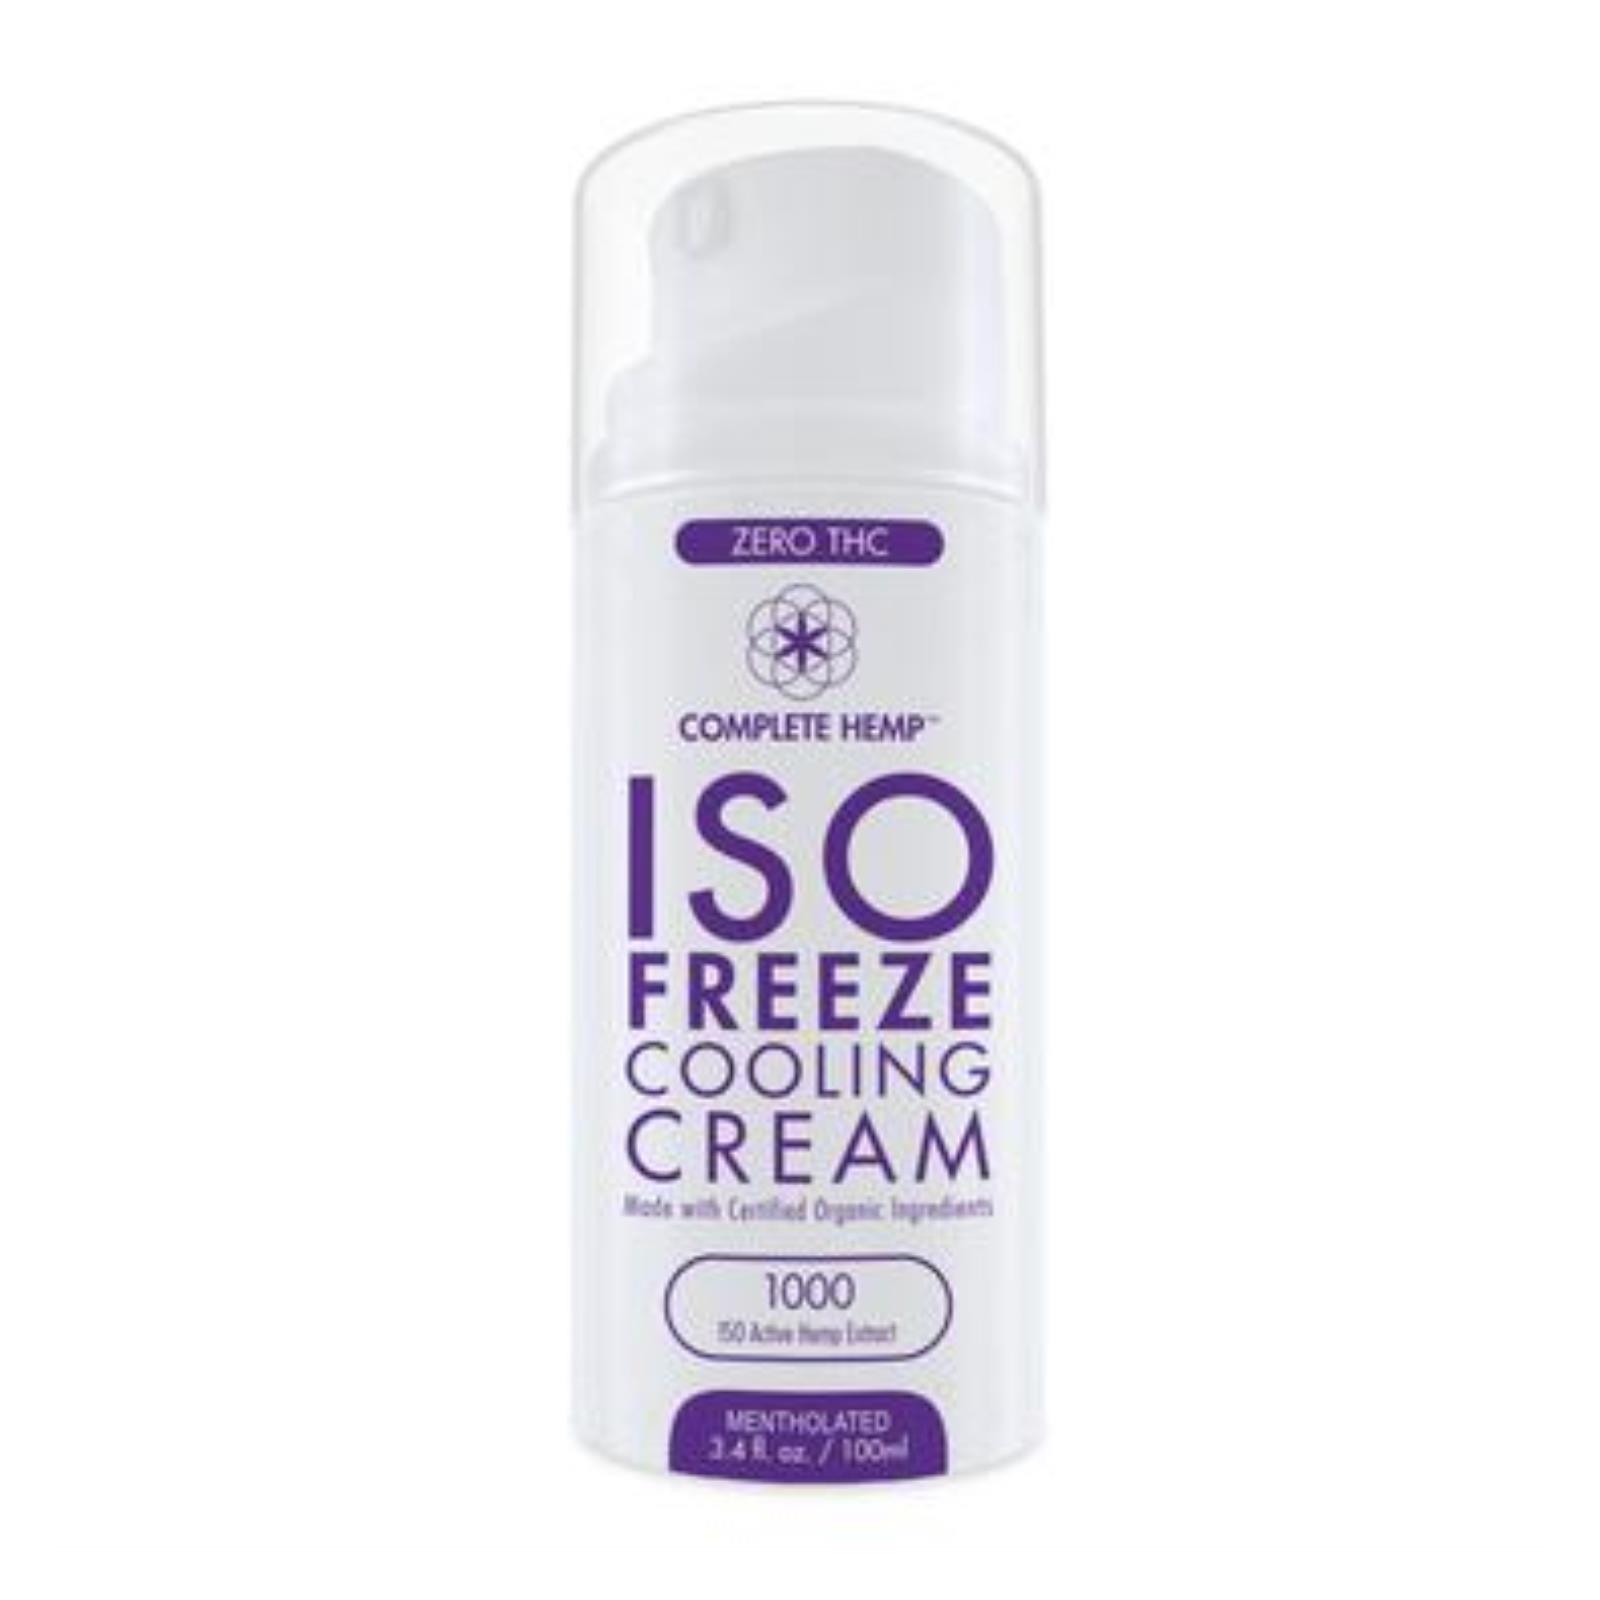 ZERO THC
COMPLETE HEMP™
ISO
FREEZE
COOLING
CREAM
Made with Certified Organic Ingredients
1000
ISO Active Hemp Extract
MENTHOLATED
3.4 fl. oz. / 100ml